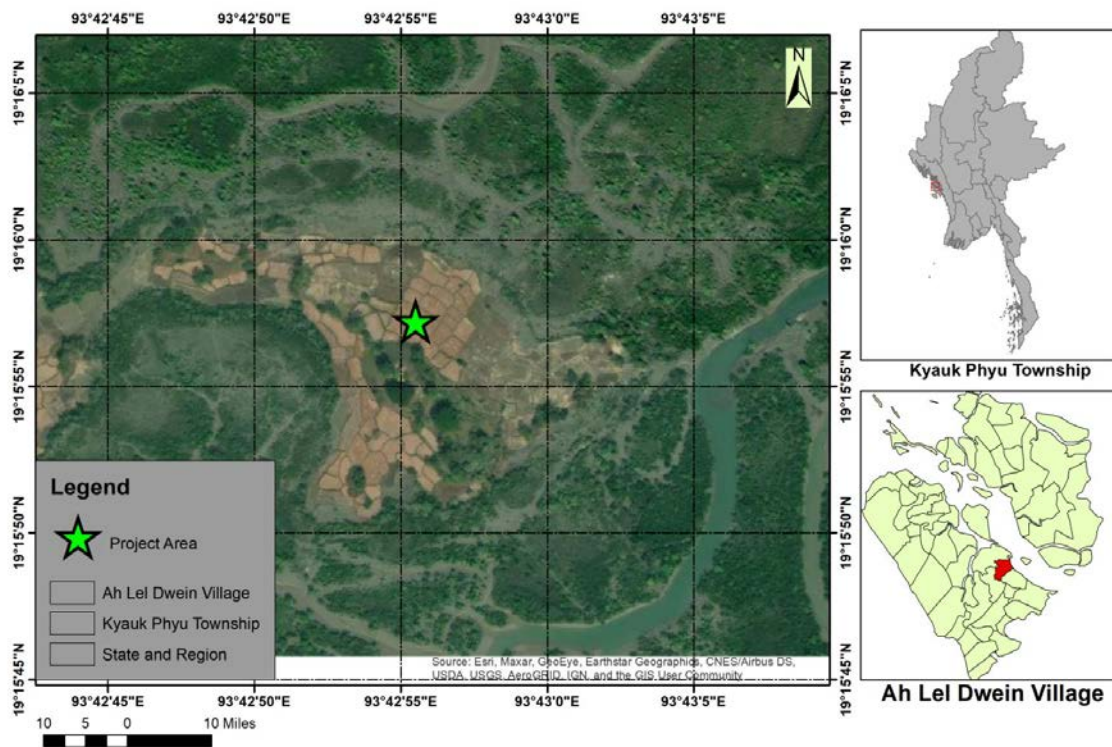 93°42'45"E 93°42'50"E 93°42'55"E 93°43'0"E 93°43'5"E
N
19°16'5"N 19°16'5"N
19°16'0"N 19°16'0"N
19°15'55"N 19°15'55"N
19°15'50"N 19°15'50"N
19°15'45"N 19°15'45"N
Legend
Project Area
Ah Lel Dwein Village
Kyauk Phyu Township
State and Region
Source: Esri, Maxar, GeoEye, Earthstar Geographics, CNES/Airbus DS,
USDA, USGS, AeroGRID, IGN, and the GIS User Community
93°42'45"E 93°42'50"E 93°42'55"E 93°43'0"E 93°43'5"E
10 5 0 10 Miles
Kyauk Phyu Township
Ah Lel Dwein Village